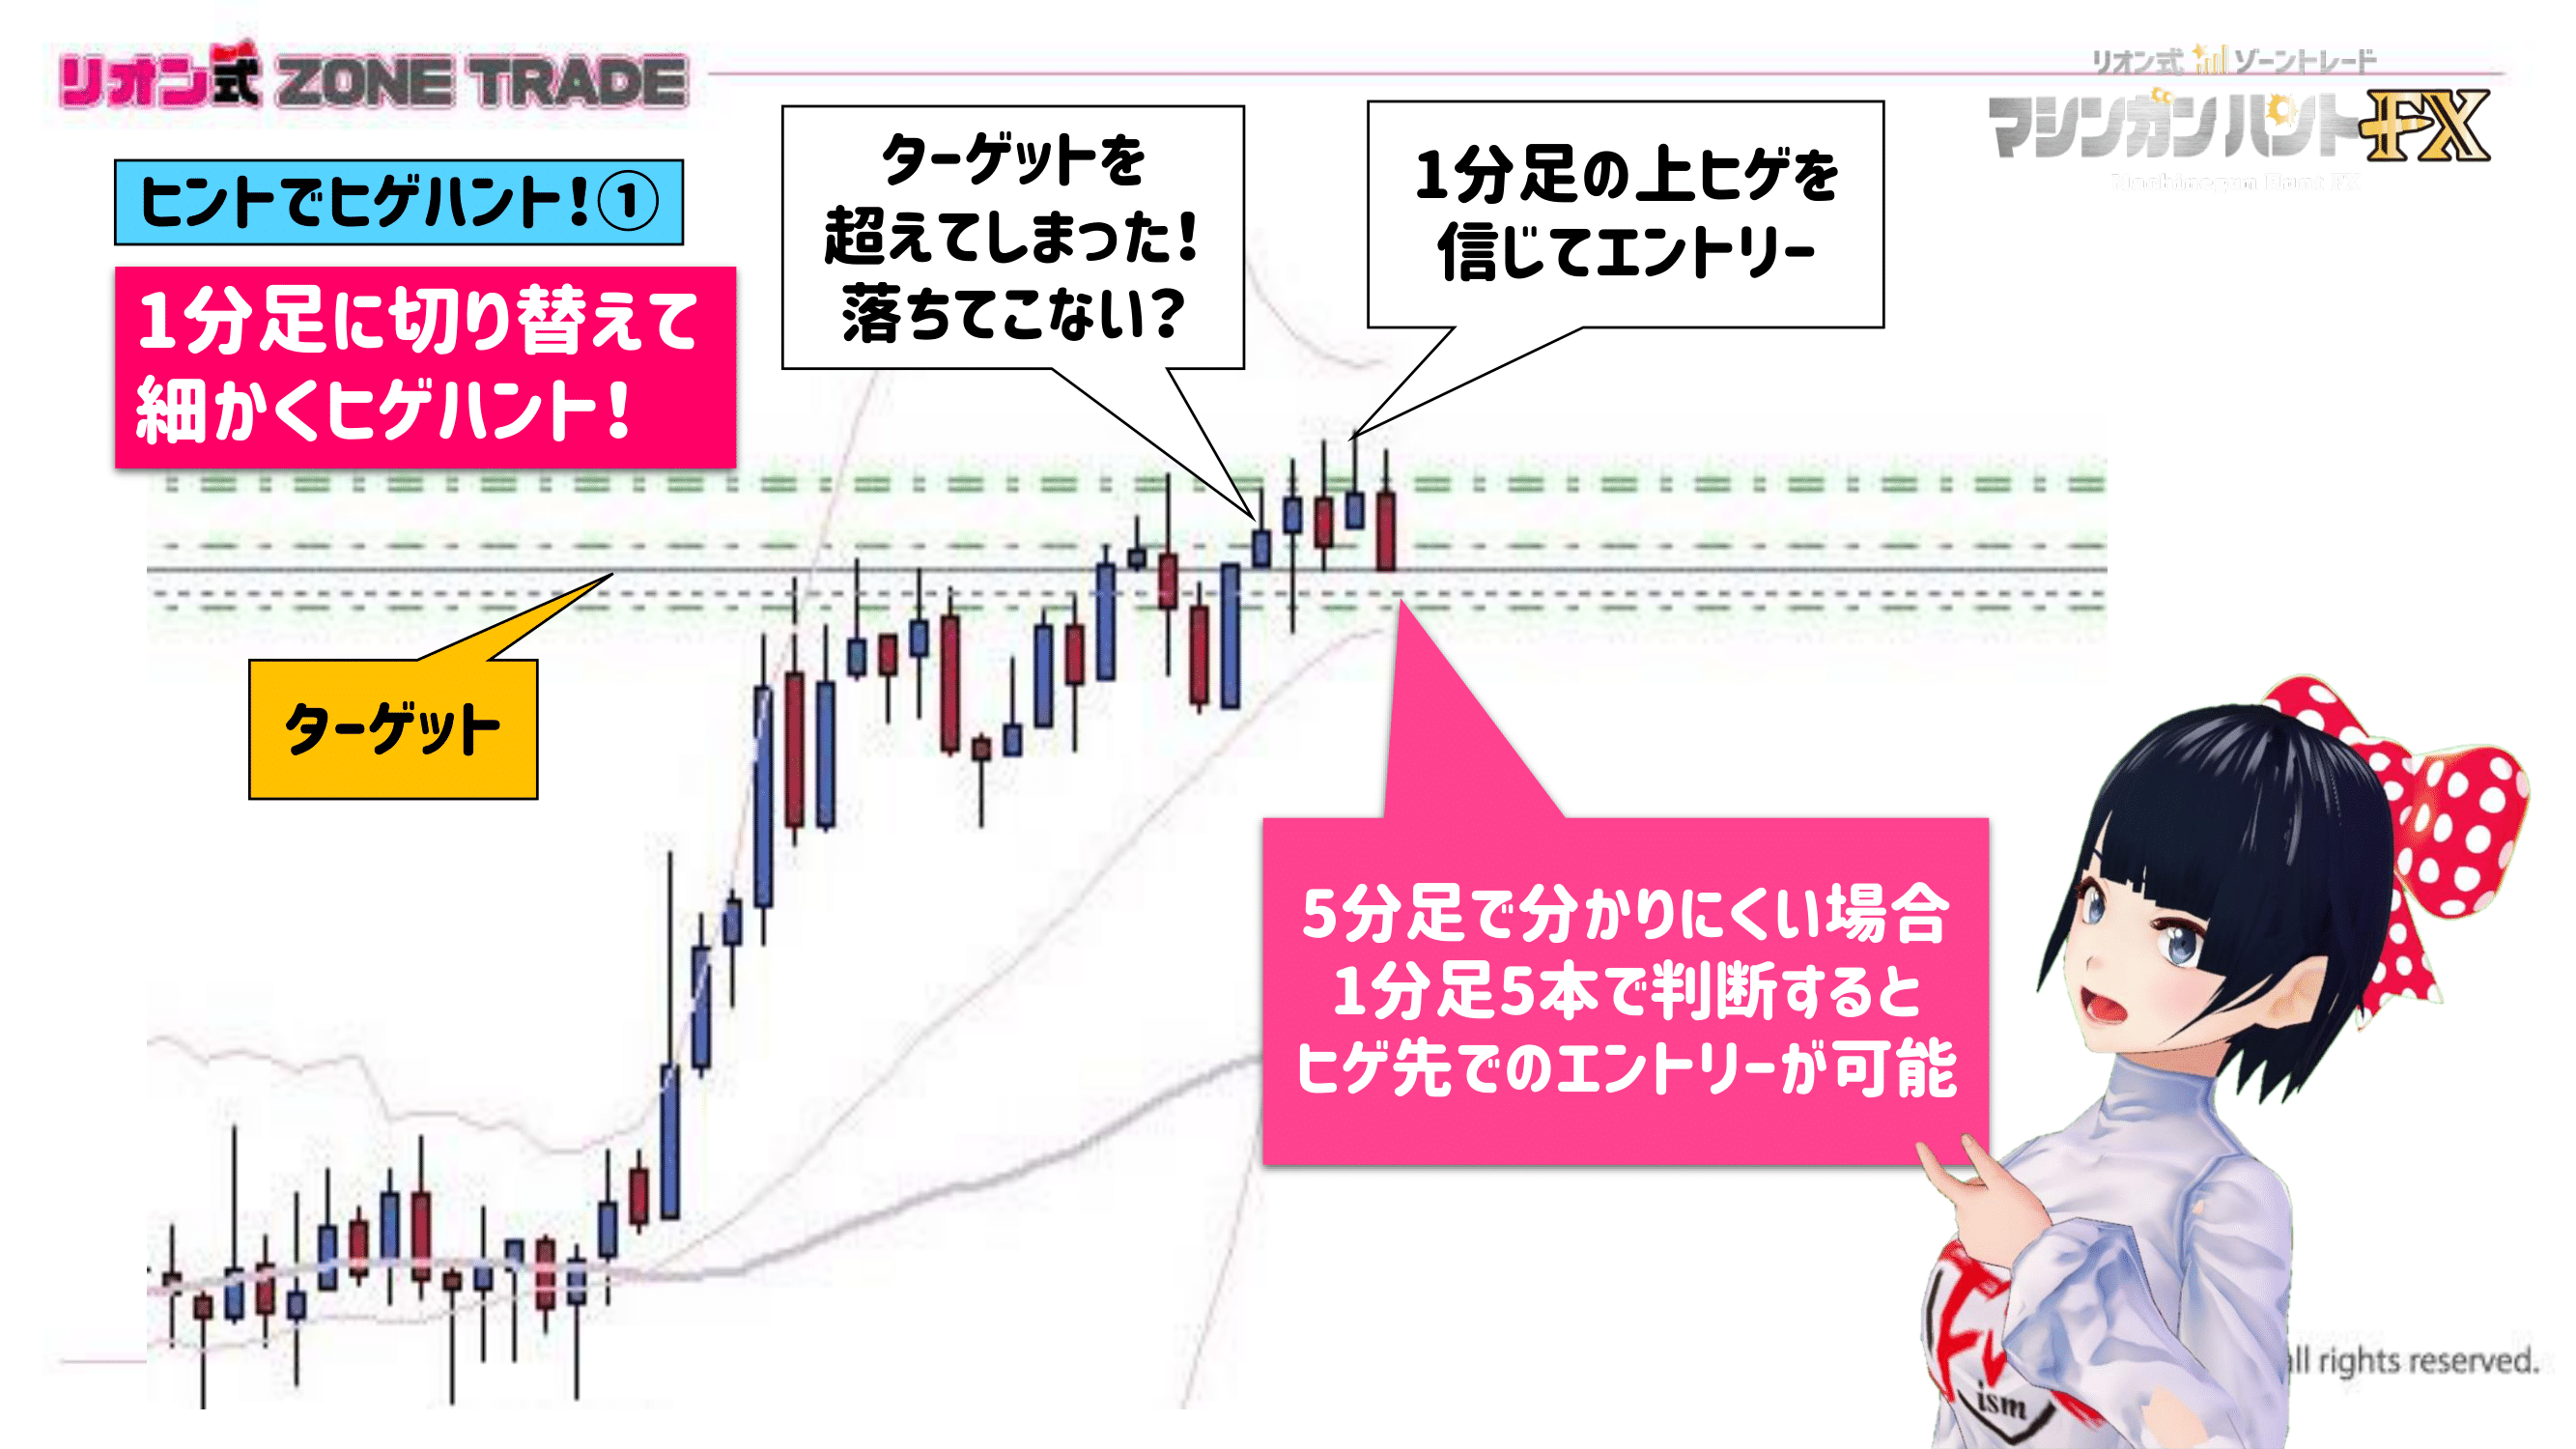 リオン式 ZONE TRADE
リオン式 ゾーントレード
マシンガンハントFX
Machinegun Hunt FX
ヒントでヒゲハント!①
1分足に切り替えて
細かくヒゲハント!
ターゲットを
超えてしまった!
落ちてこない?
1分足の上ヒゲを
信じてエントリー
ターゲット
5分足で分かりにくい場合
1分足5本で判断すると
ヒゲ先でのエントリーが可能
ism
all rights reserved.